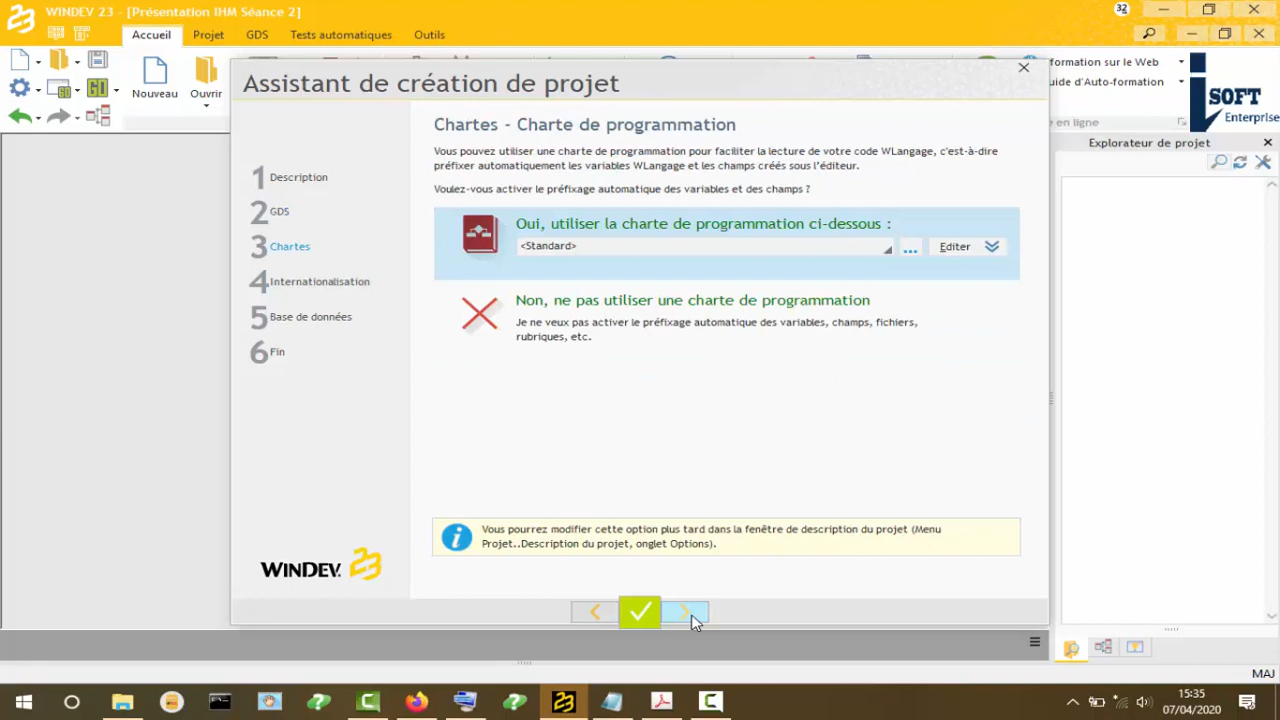 WINDEV 23 - [Présentation IHM Séance 2]
32
Accueil
Projet
GDS
Tests automatiques
Outils
Nouveau
Ouvrir
formation sur le Web
uide d'Auto-formation
en ligne
SOFT
Enterprise
Assistant de création de projet
1 Description
2 GDS
3 Chartes
4 Internationalisation
5 Base de données
6 Fin
WINDEV 23
Chartes - Charte de programmation
Vous pouvez utiliser une charte de programmation pour faciliter la lecture de votre code WLangage, c'est-à-dire
préfixer automatiquement les variables WLangage et les champs créés sous l'éditeur.
Voulez-vous activer le préfixage automatique des variables et des champs ?
Oui, utiliser la charte de programmation ci-dessous :
<Standard>
...
Editer
Non, ne pas utiliser une charte de programmation
Je ne veux pas activer le préfixage automatique des variables, champs, fichiers,
rubriques, etc.
Vous pourrez modifier cette option plus tard dans la fenêtre de description du projet (Menu
Projet..Description du projet, onglet Options).
Explorateur de projet
MAJ
15:35
07/04/2020